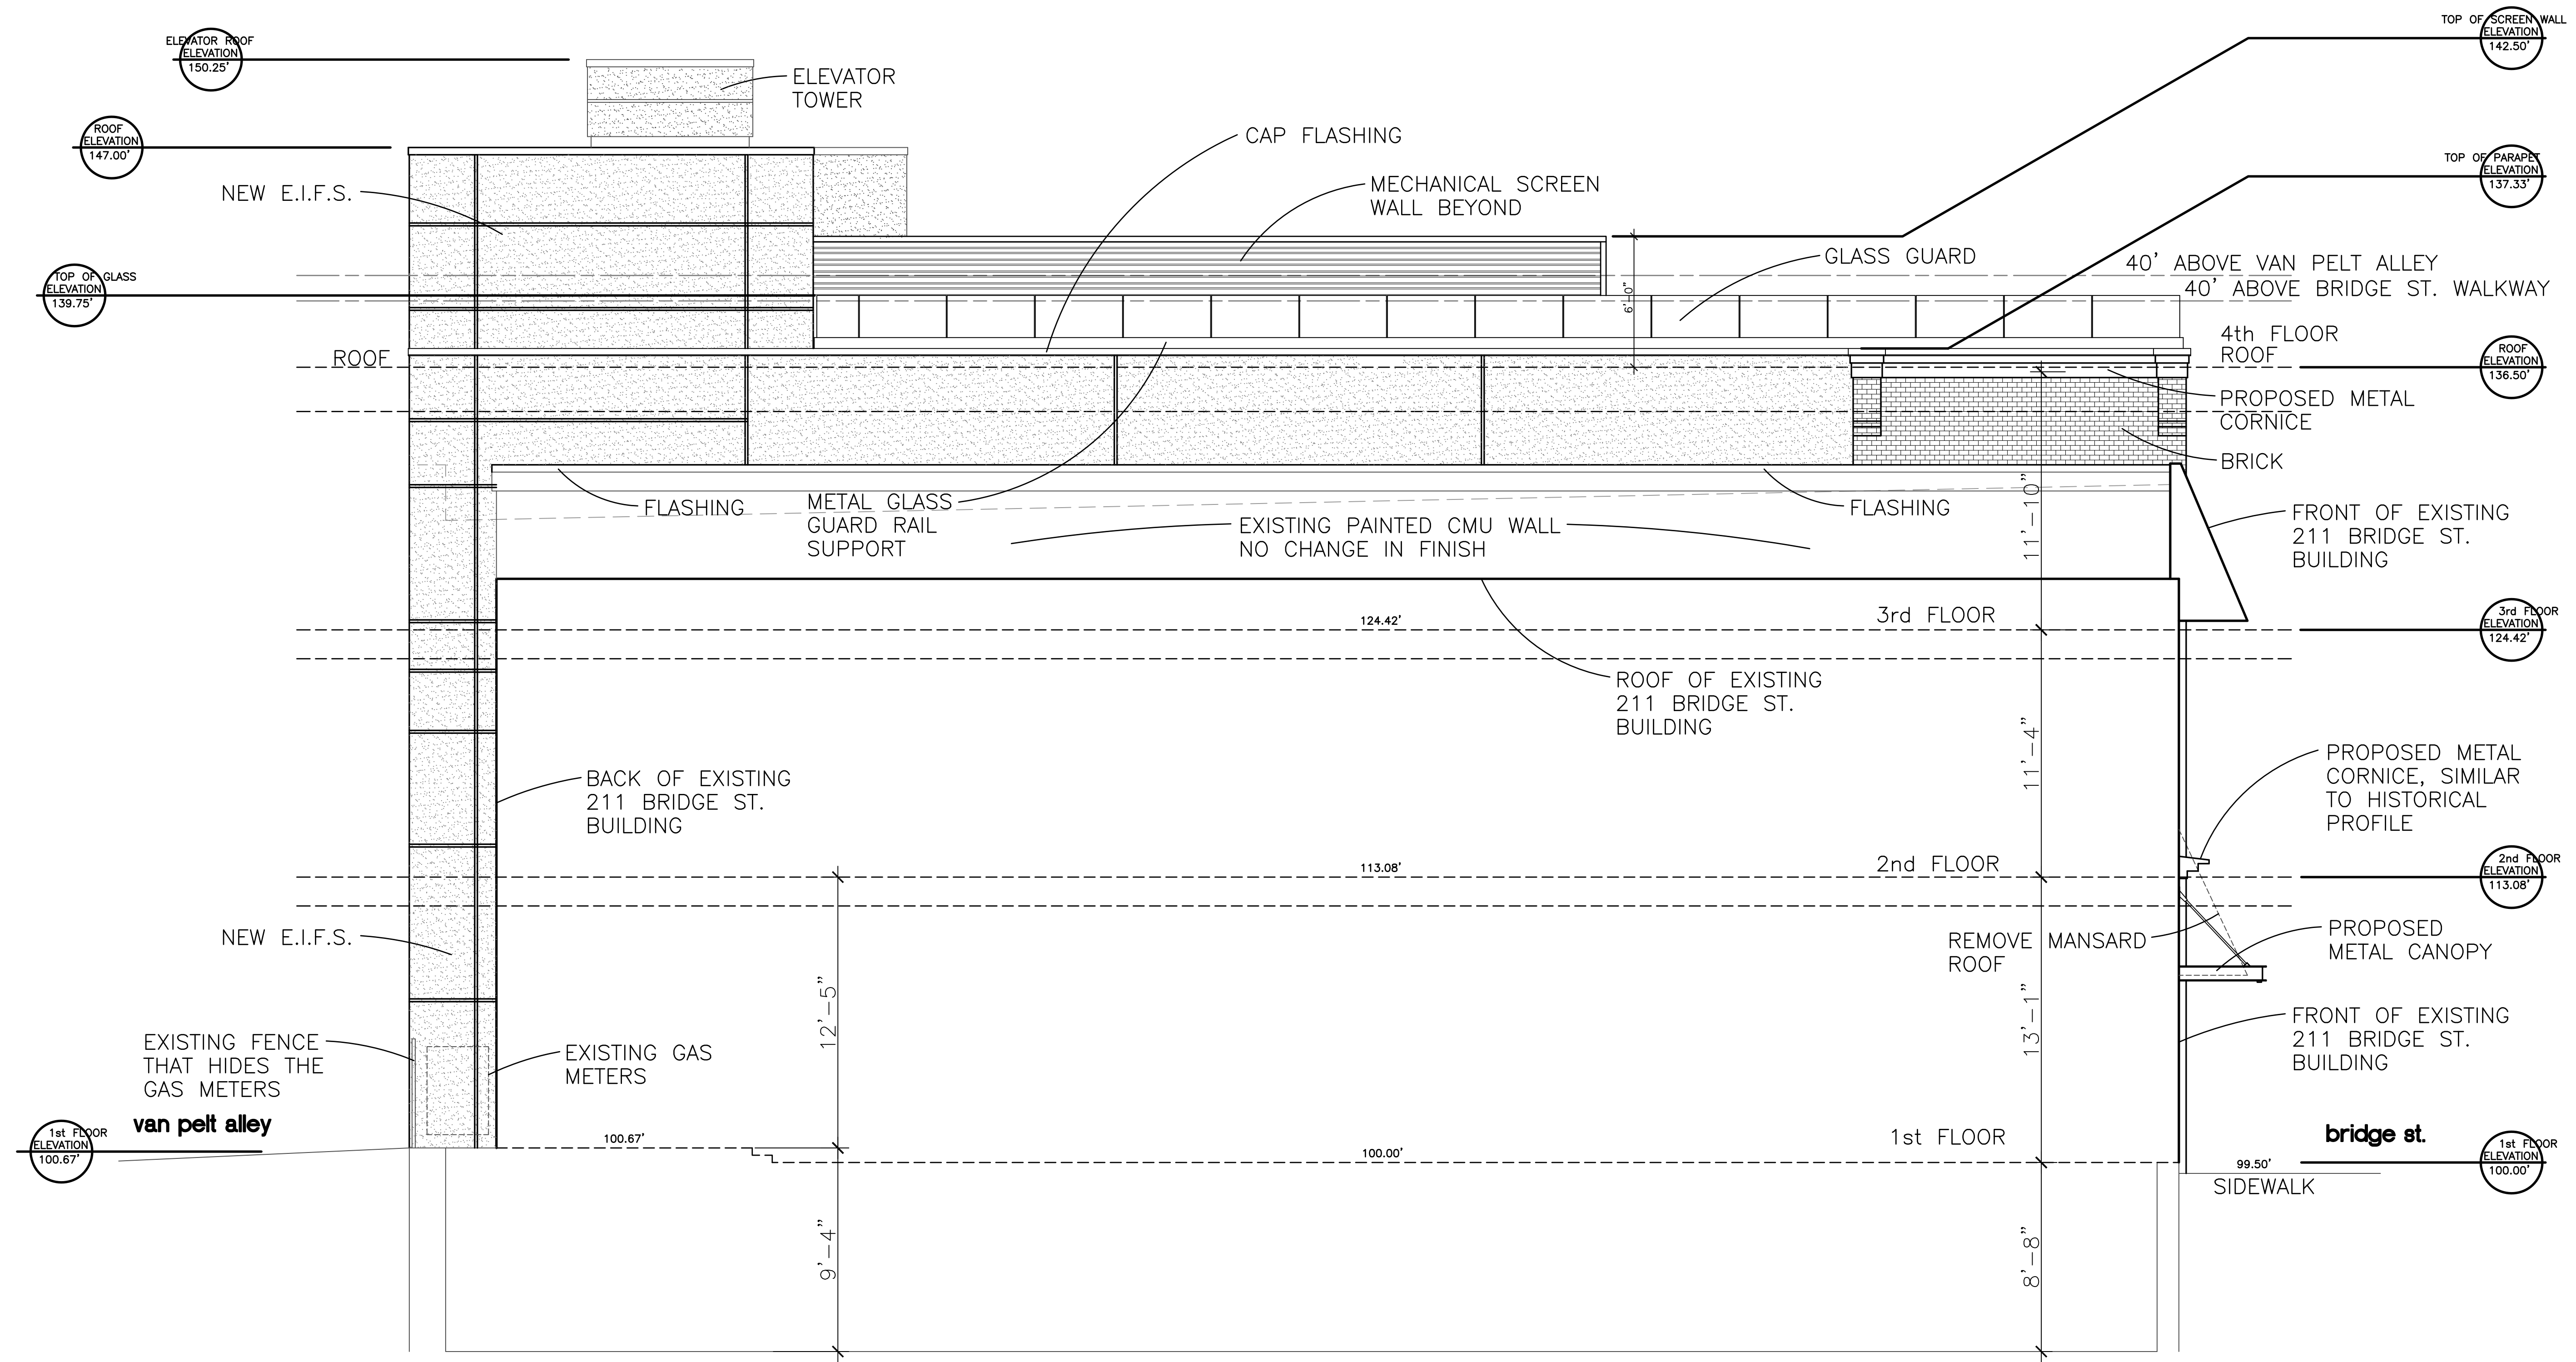 ELEVATOR ROOF
ELEVATION
150.25'
TOP OF SCREEN WALL
ELEVATION
142.50'
ELEVATOR
TOWER
ROOF
ELEVATION
147.00'
CAP FLASHING
TOP OF PARAPET
ELEVATION
137.33'
NEW E.I.F.S.
MECHANICAL SCREEN
WALL BEYOND
GLASS GUARD
40' ABOVE VAN PELT ALLEY
40' ABOVE BRIDGE ST. WALKWAY
TOP OF GLASS
ELEVATION
139.75'
6'-0"
ROOF
4th FLOOR
ROOF
ROOF
ELEVATION
136.50'
PROPOSED METAL
CORNICE
BRICK
FLASHING
METAL GLASS
GUARD RAIL
SUPPORT
EXISTING PAINTED CMU WALL
NO CHANGE IN FINISH
FLASHING
11'-10"
FRONT OF EXISTING
211 BRIDGE ST.
BUILDING
124.42'
3rd FLOOR
3rd FLOOR
ELEVATION
124.42'
ROOF OF EXISTING
211 BRIDGE ST.
BUILDING
11'-4"
BACK OF EXISTING
211 BRIDGE ST.
BUILDING
PROPOSED METAL
CORNICE, SIMILAR
TO HISTORICAL
PROFILE
113.08'
2nd FLOOR
2nd FLOOR
ELEVATION
113.08'
NEW E.I.F.S.
REMOVE MANSARD
ROOF
PROPOSED
METAL CANOPY
12'-5"
13'-1"
EXISTING FENCE
THAT HIDES THE
GAS METERS
EXISTING GAS
METERS
FRONT OF EXISTING
211 BRIDGE ST.
BUILDING
van pelt alley
1st FLOOR
ELEVATION
100.67'
100.67'
100.00'
1st FLOOR
bridge st.
1st FLOOR
ELEVATION
100.00'
99.50'
SIDEWALK
9'-4"
8'-8"